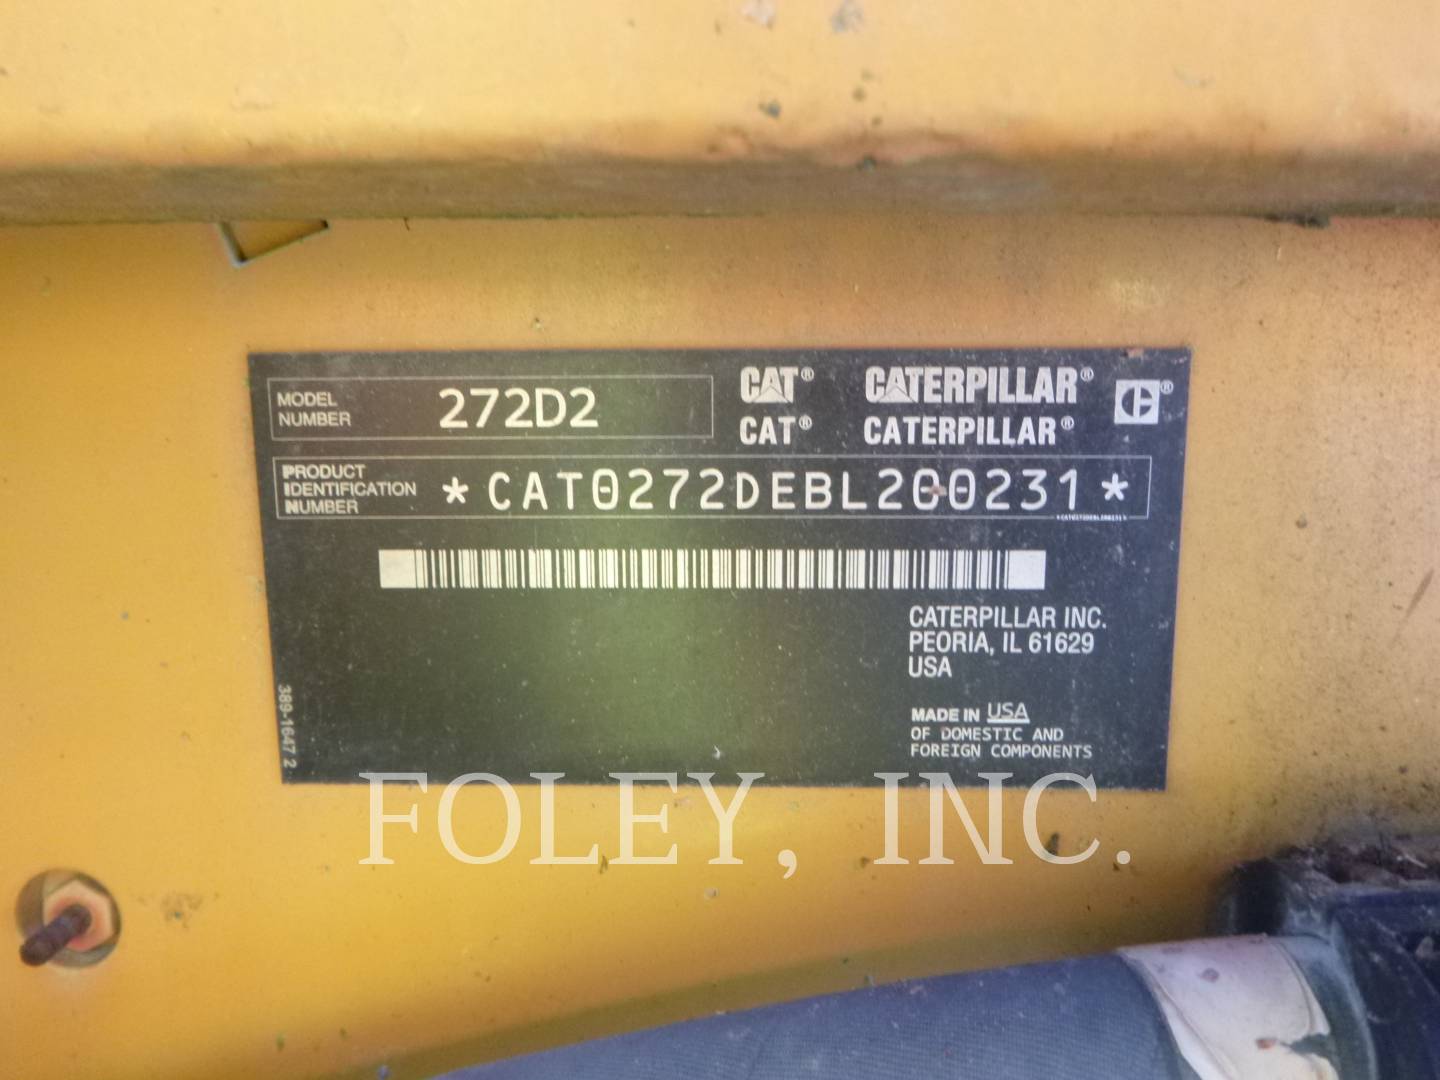 MODEL
NUMBER
272D2
CAT® CATERPILLAR®
CAT® CATERPILLAR®
PRODUCT
IDENTIFICATION
NUMBER
*CAT0272DEBL200231*
*CAT0272DEBL200231*
CATERPILLAR INC.
PEORIA, IL 61629
USA
MADE IN USA
OF DOMESTIC AND
FOREIGN COMPONENTS
389-1647 2
FOLEY, INC.